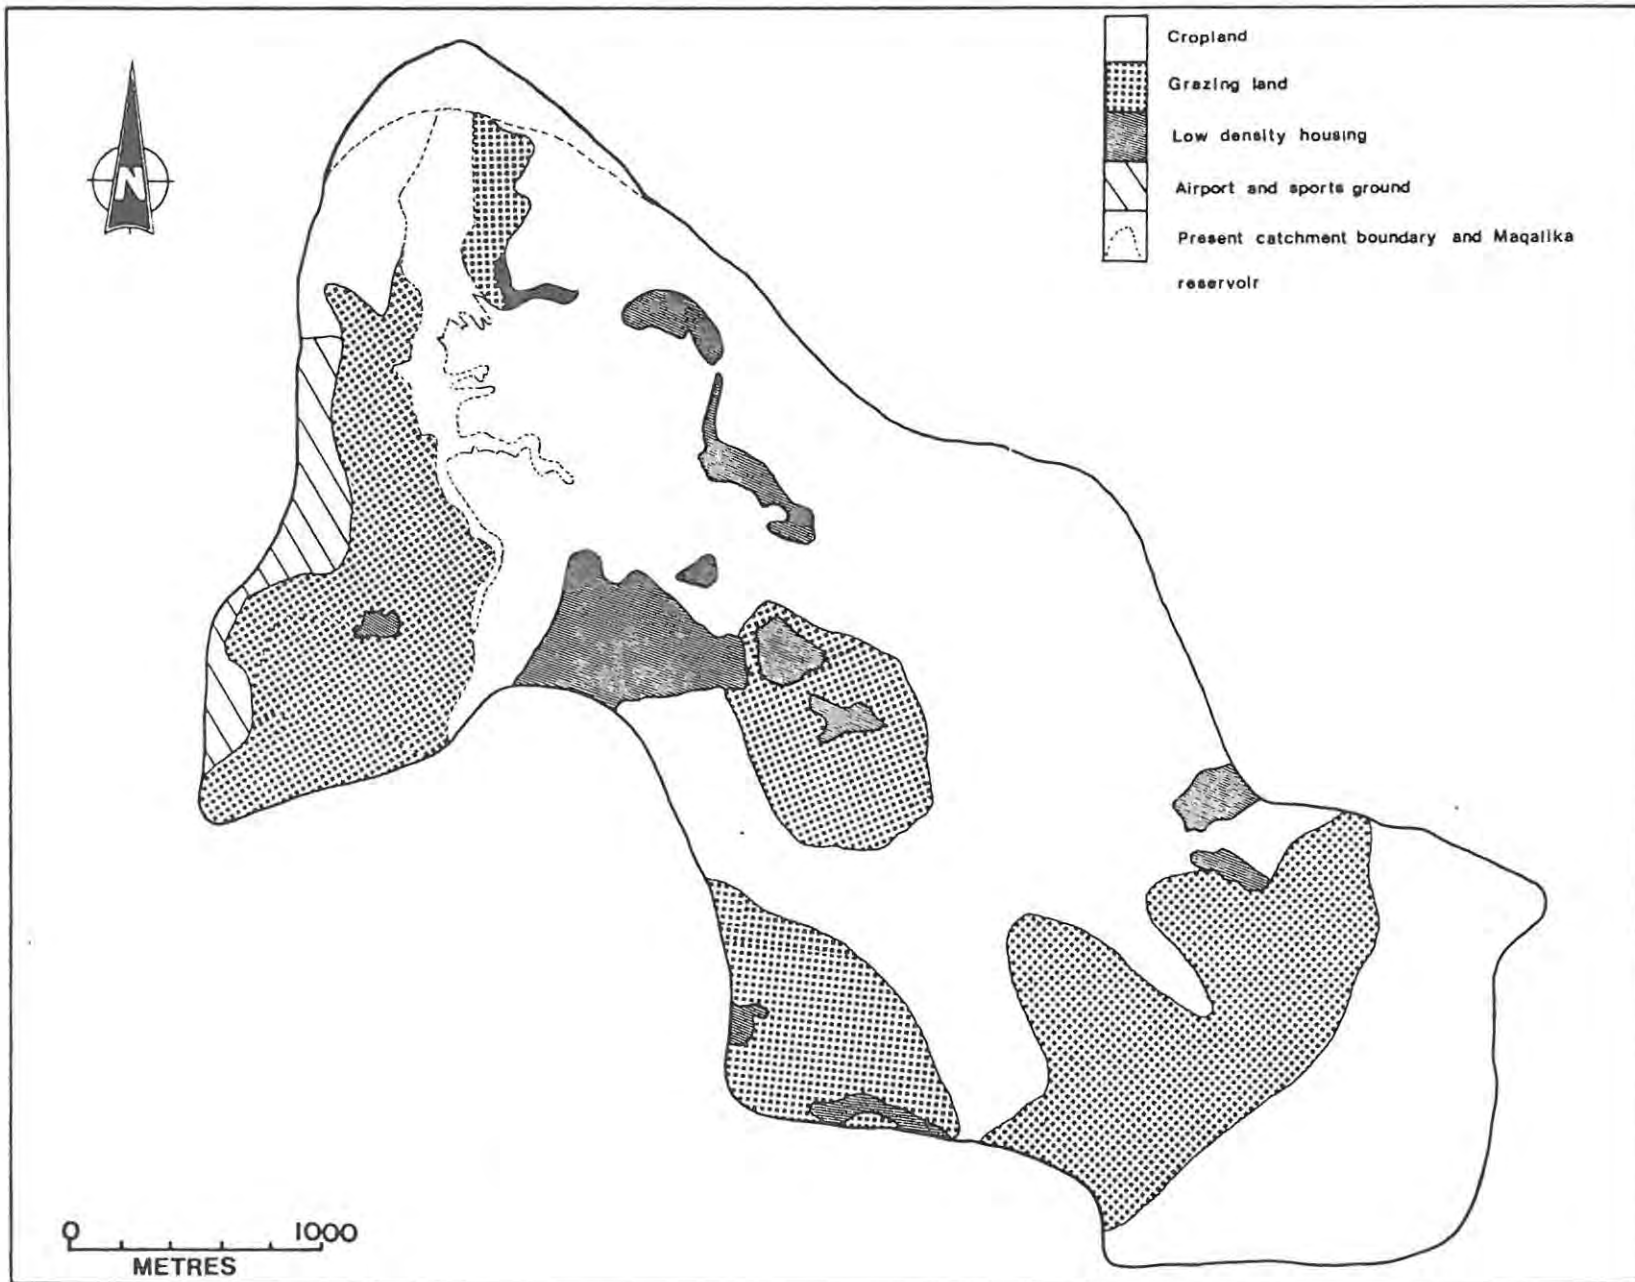 Cropland
Grazing land
Low density housing
Airport and sports ground
Present catchment boundary and Maqalika
reservoir
N
0 1000
METRES